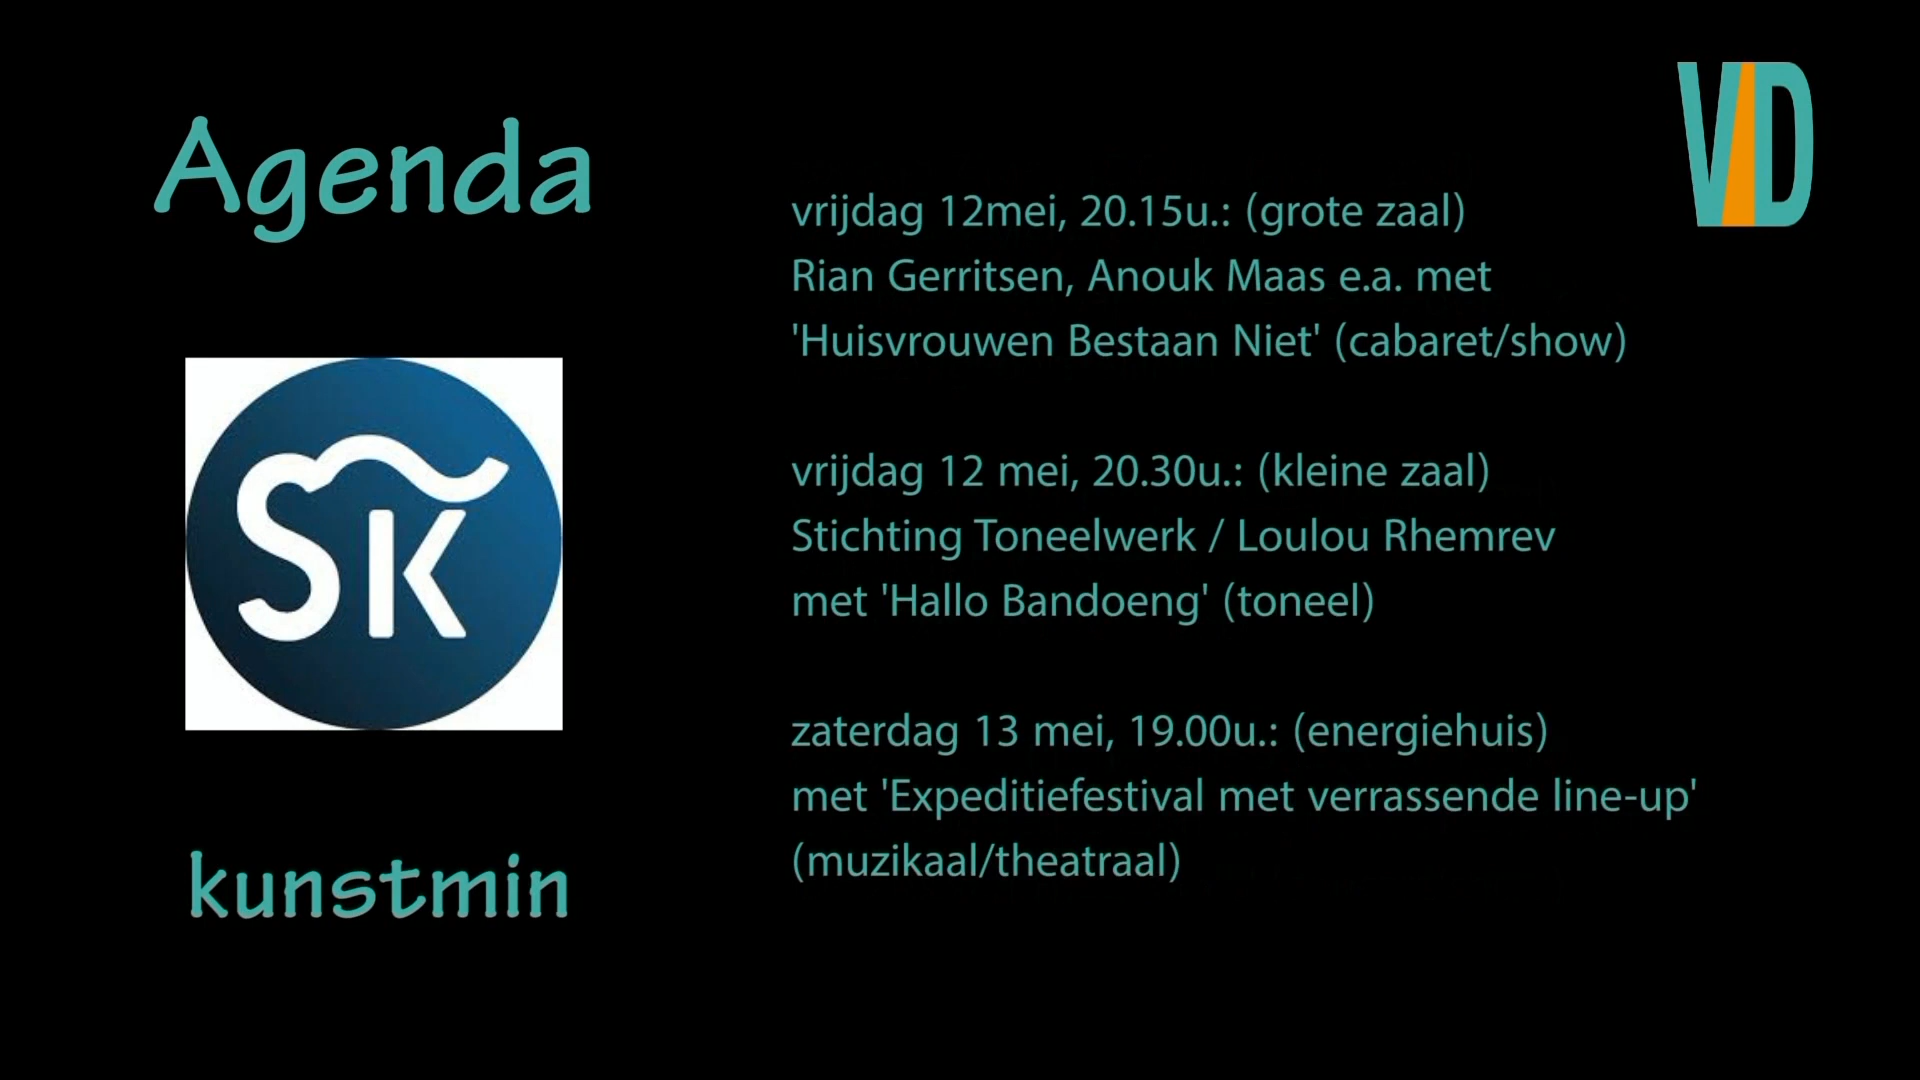 Agenda
VD
vrijdag 12mei, 20.15u.: (grote zaal)
Rian Gerritsen, Anouk Maas e.a. met
'Huisvrouwen Bestaan Niet' (cabaret/show)
vrijdag 12 mei, 20.30u.: (kleine zaal)
Stichting Toneelwerk / Loulou Rhemrev
met 'Hallo Bandoeng' (toneel)
zaterdag 13 mei, 19.00u.: (energiehuis)
met 'Expeditiefestival met verrassende line-up'
(muzikaal/theatraal)
SK
kunstmin